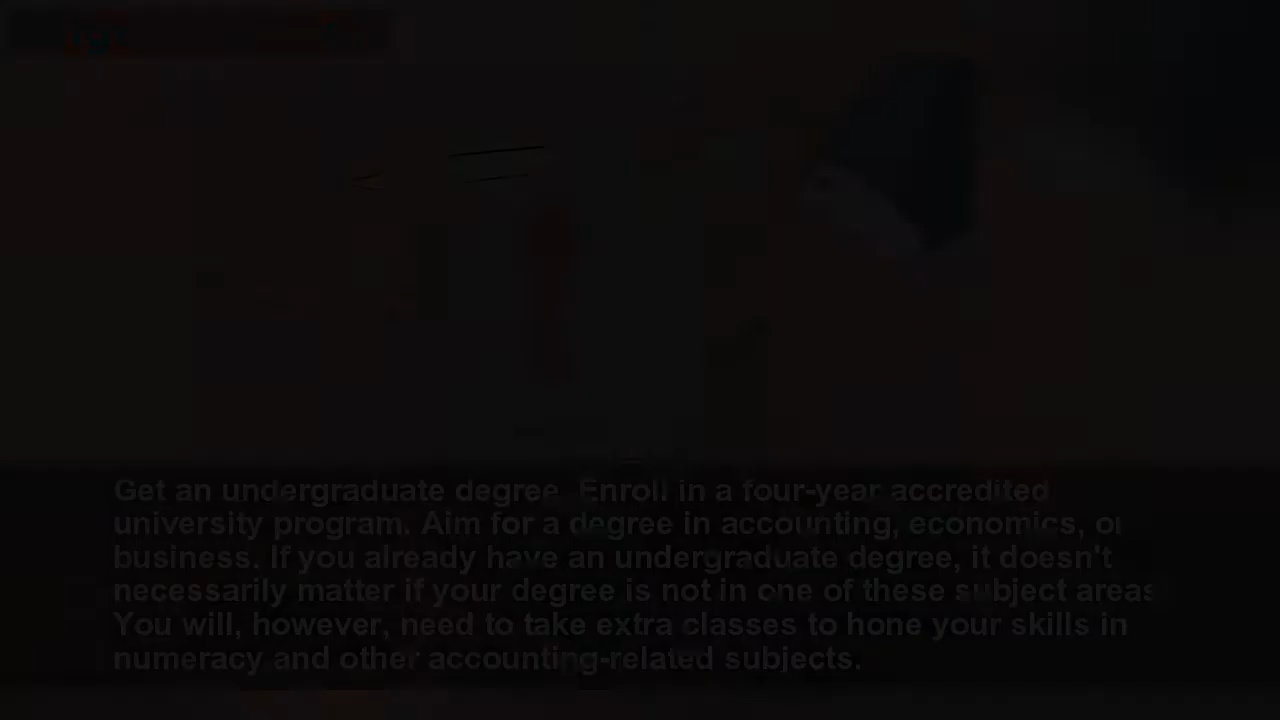 Get an undergraduate degree. Enroll in a four-year accredited
university program. Aim for a degree in accounting, economics, or
business. If you already have an undergraduate degree, it doesn't
necessarily matter if your degree is not in one of these subject areas
You will, however, need to take extra classes to hone your skills in
numeracy and other accounting-related subjects.